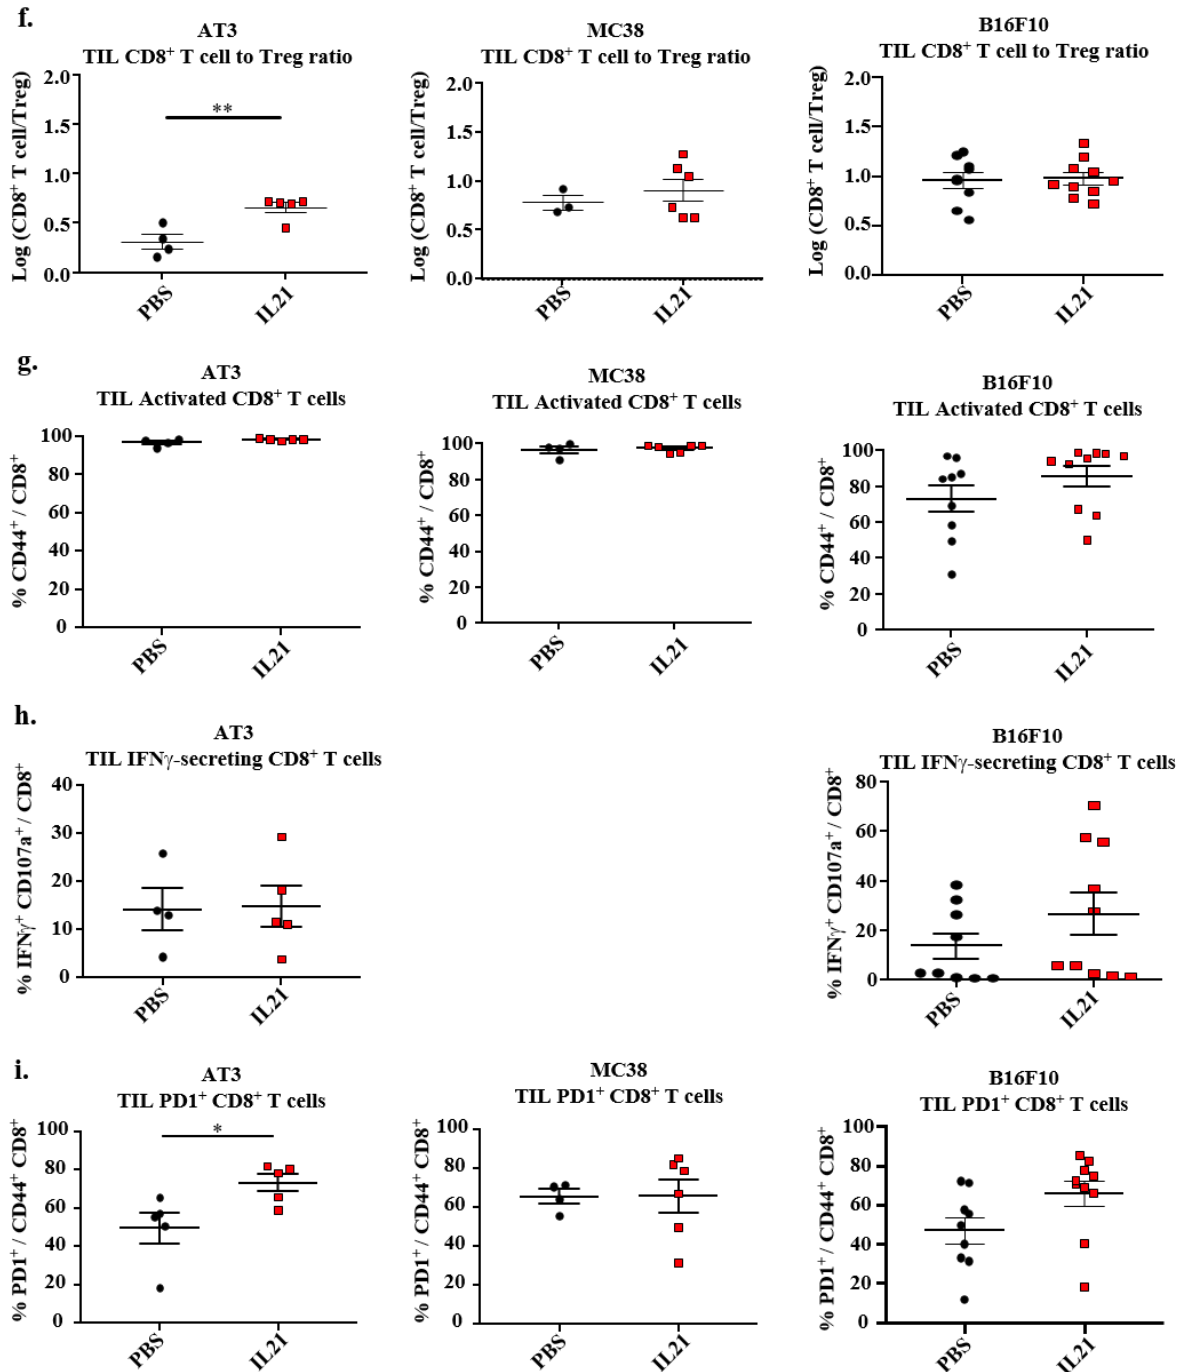 f.
AT3
TIL CD8+ T cell to Treg ratio
Log (CD8+ T cell/Treg)
2.0
1.5
1.0
0.5
0.0
**
PBS
IL21
MC38
TIL CD8+ T cell to Treg ratio
Log (CD8+ T cell/Treg)
2.0
1.5
1.0
0.5
0.0
PBS
IL21
B16F10
TIL CD8+ T cell to Treg ratio
Log (CD8+ T cell/Treg)
2.0
1.5
1.0
0.5
0.0
PBS
IL21
g.
AT3
TIL Activated CD8+ T cells
% CD44+ / CD8+
100
80
60
40
20
0
PBS
IL21
MC38
TIL Activated CD8+ T cells
% CD44+ / CD8+
100
80
60
40
20
0
PBS
IL21
B16F10
TIL Activated CD8+ T cells
% CD44+ / CD8+
100
80
60
40
20
0
PBS
IL21
h.
AT3
TIL IFNγ-secreting CD8+ T cells
% IFNγ+ CD107a+ / CD8+
40
30
20
10
0
PBS
IL21
B16F10
TIL IFNγ-secreting CD8+ T cells
% IFNγ+ CD107a+ / CD8+
80
60
40
20
0
PBS
IL21
i.
AT3
TIL PD1+ CD8+ T cells
% PD1+ / CD44+ CD8+
100
80
60
40
20
0
*
PBS
IL21
MC38
TIL PD1+ CD8+ T cells
% PD1+ / CD44+ CD8+
100
80
60
40
20
0
PBS
IL21
B16F10
TIL PD1+ CD8+ T cells
% PD1+ / CD44+ CD8+
100
80
60
40
20
0
PBS
IL21